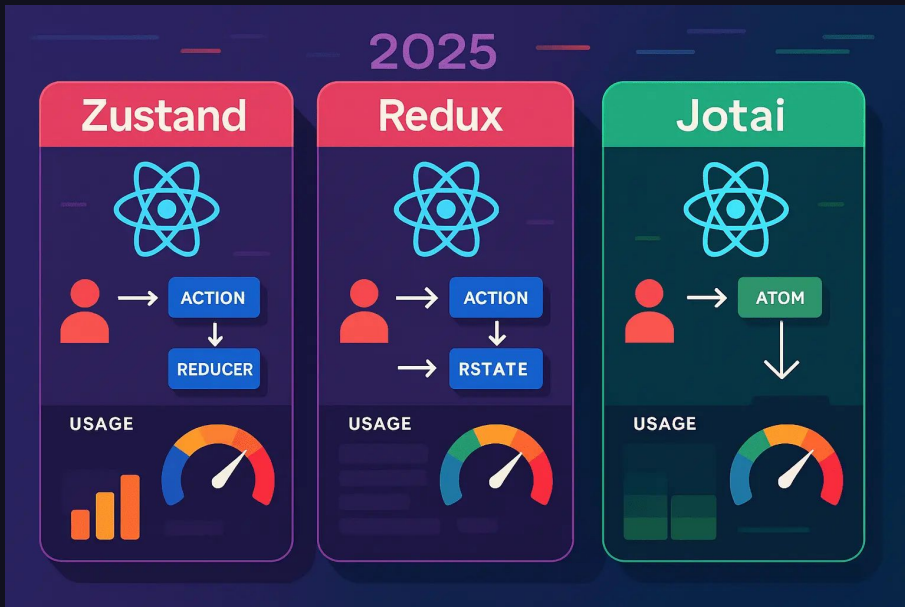 2025
Zustand
ACTION
REDUCER
USAGE
Redux
ACTION
RSTATE
USAGE
Jotai
ATOM
USAGE